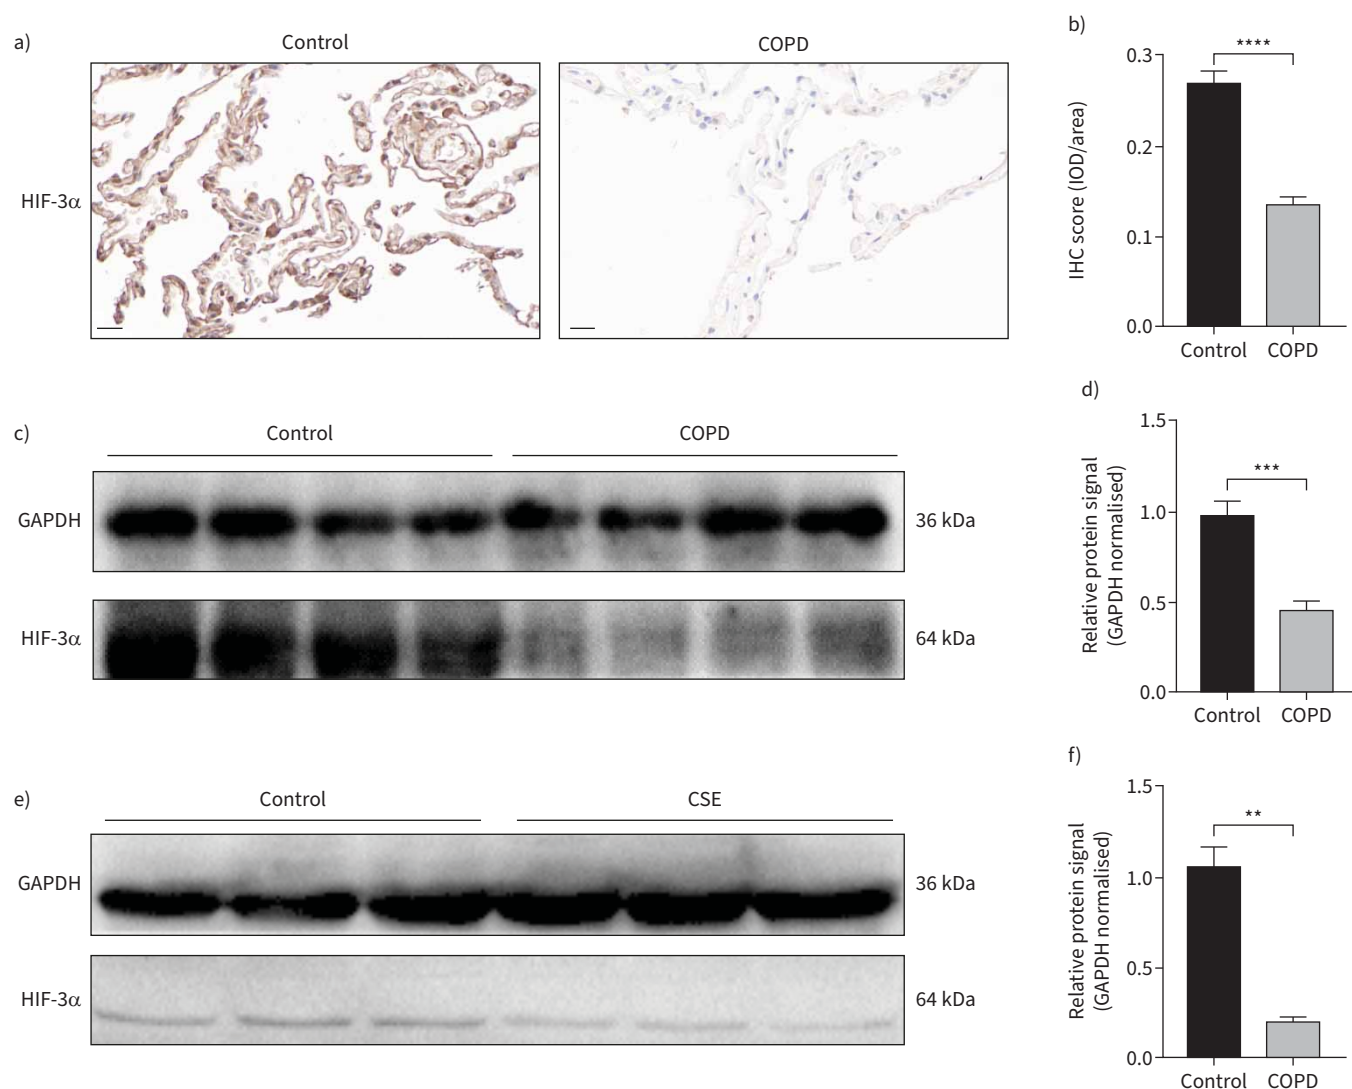 a)
Control
COPD
HIF-3α
b)
****
0.3
0.2
0.1
0.0
IHC score (IOD/area)
Control COPD
c)
Control
COPD
GAPDH
36 kDa
HIF-3α
64 kDa
d)
***
1.5
1.0
0.5
0.0
Relative protein signal
(GAPDH normalised)
Control COPD
e)
Control
CSE
GAPDH
36 kDa
HIF-3α
64 kDa
f)
**
1.5
1.0
0.5
0.0
Relative protein signal
(GAPDH normalised)
Control COPD